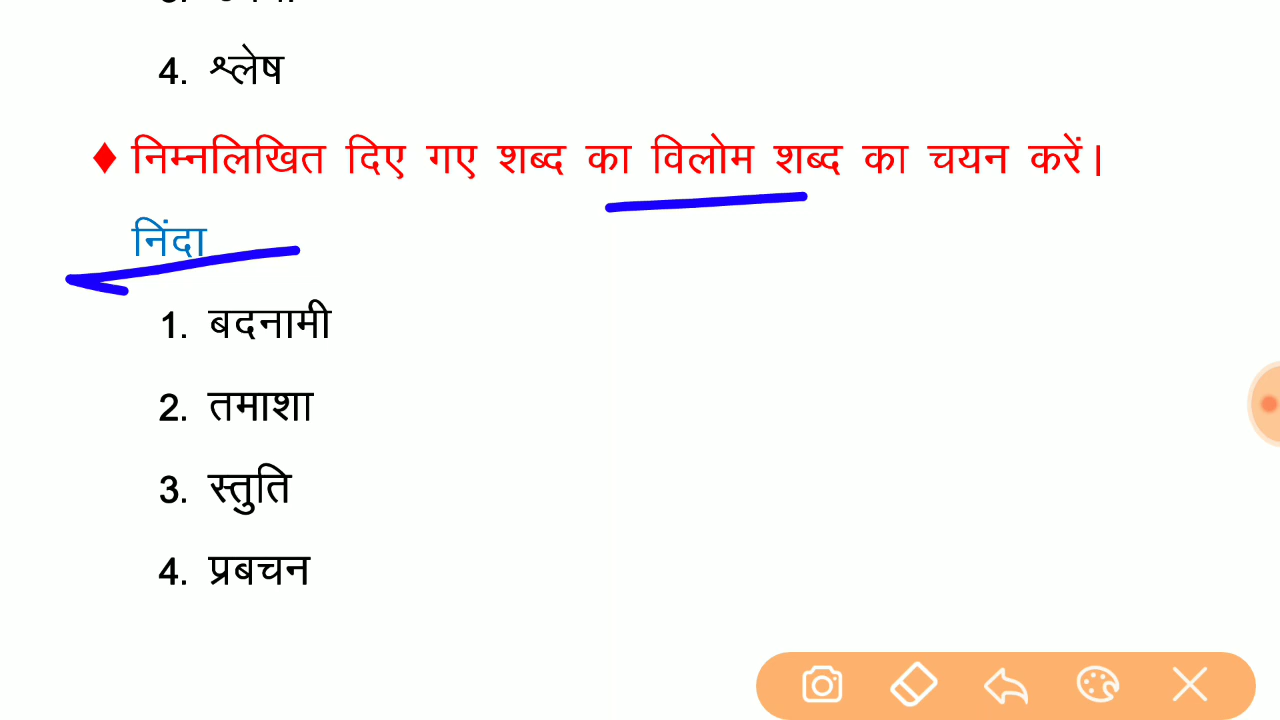 4. श्लेष
♦ निम्नलिखित दिए गए शब्द का विलोम शब्द का चयन करें।
निंदा
1. बदनामी
2. तमाशा
3. स्तुति
4. प्रबचन